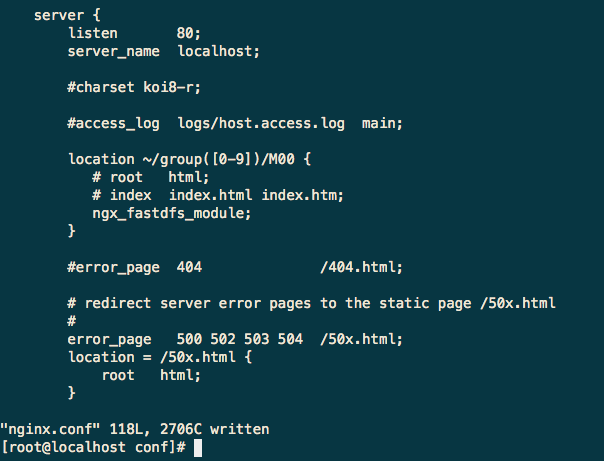 server {
listen       80;
server_name  localhost;
#charset koi8-r;
#access_log  logs/host.access.log  main;
location ~/group([0-9])/M00 {
# root   html;
# index  index.html index.htm;
ngx_fastdfs_module;
}
#error_page  404              /404.html;
# redirect server error pages to the static page /50x.html
#
error_page   500 502 503 504  /50x.html;
location = /50x.html {
root   html;
}
"nginx.conf" 118L, 2706C written
[root@localhost conf]#